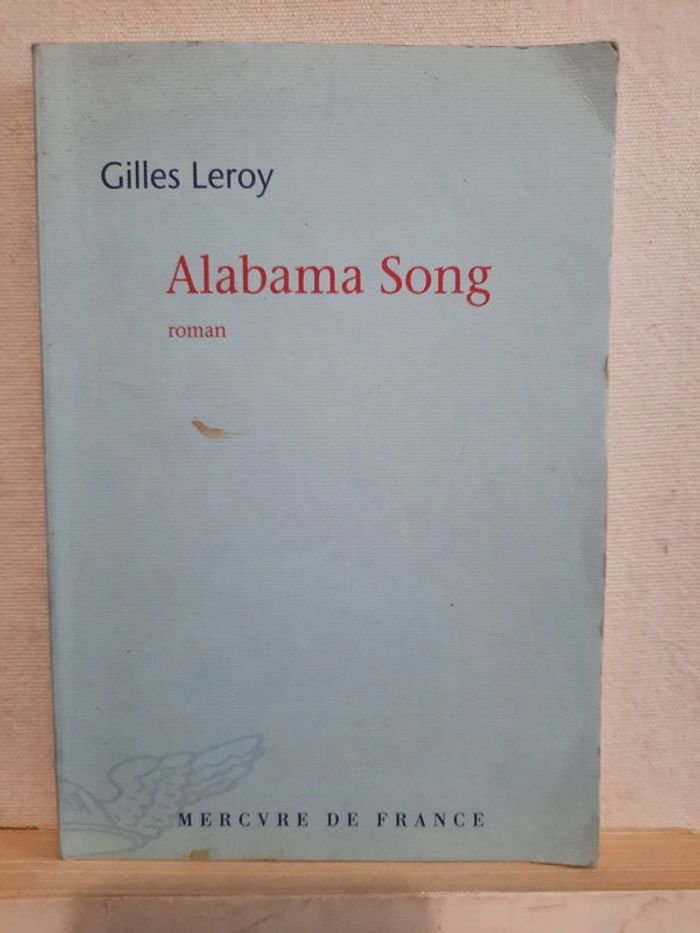 Gilles Leroy
Alabama Song
roman
MERCVRE DE FRANCE